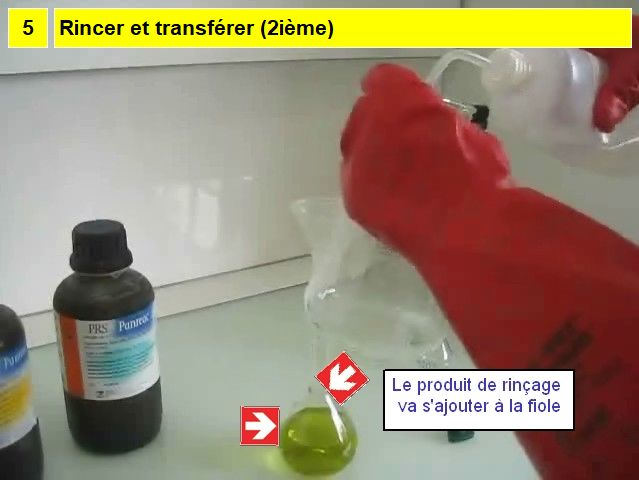 5 Rincer et transférer (2ième)
PRS Panreac
Le produit de rinçage
va s'ajouter à la fiole